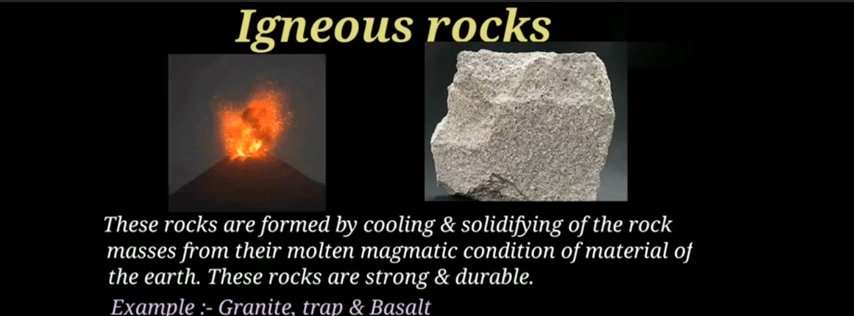 Igneous rocks
These rocks are formed by cooling & solidifying of the rock
masses from their molten magmatic condition of material of
the earth. These rocks are strong & durable.
Example :- Granite, trap & Basalt